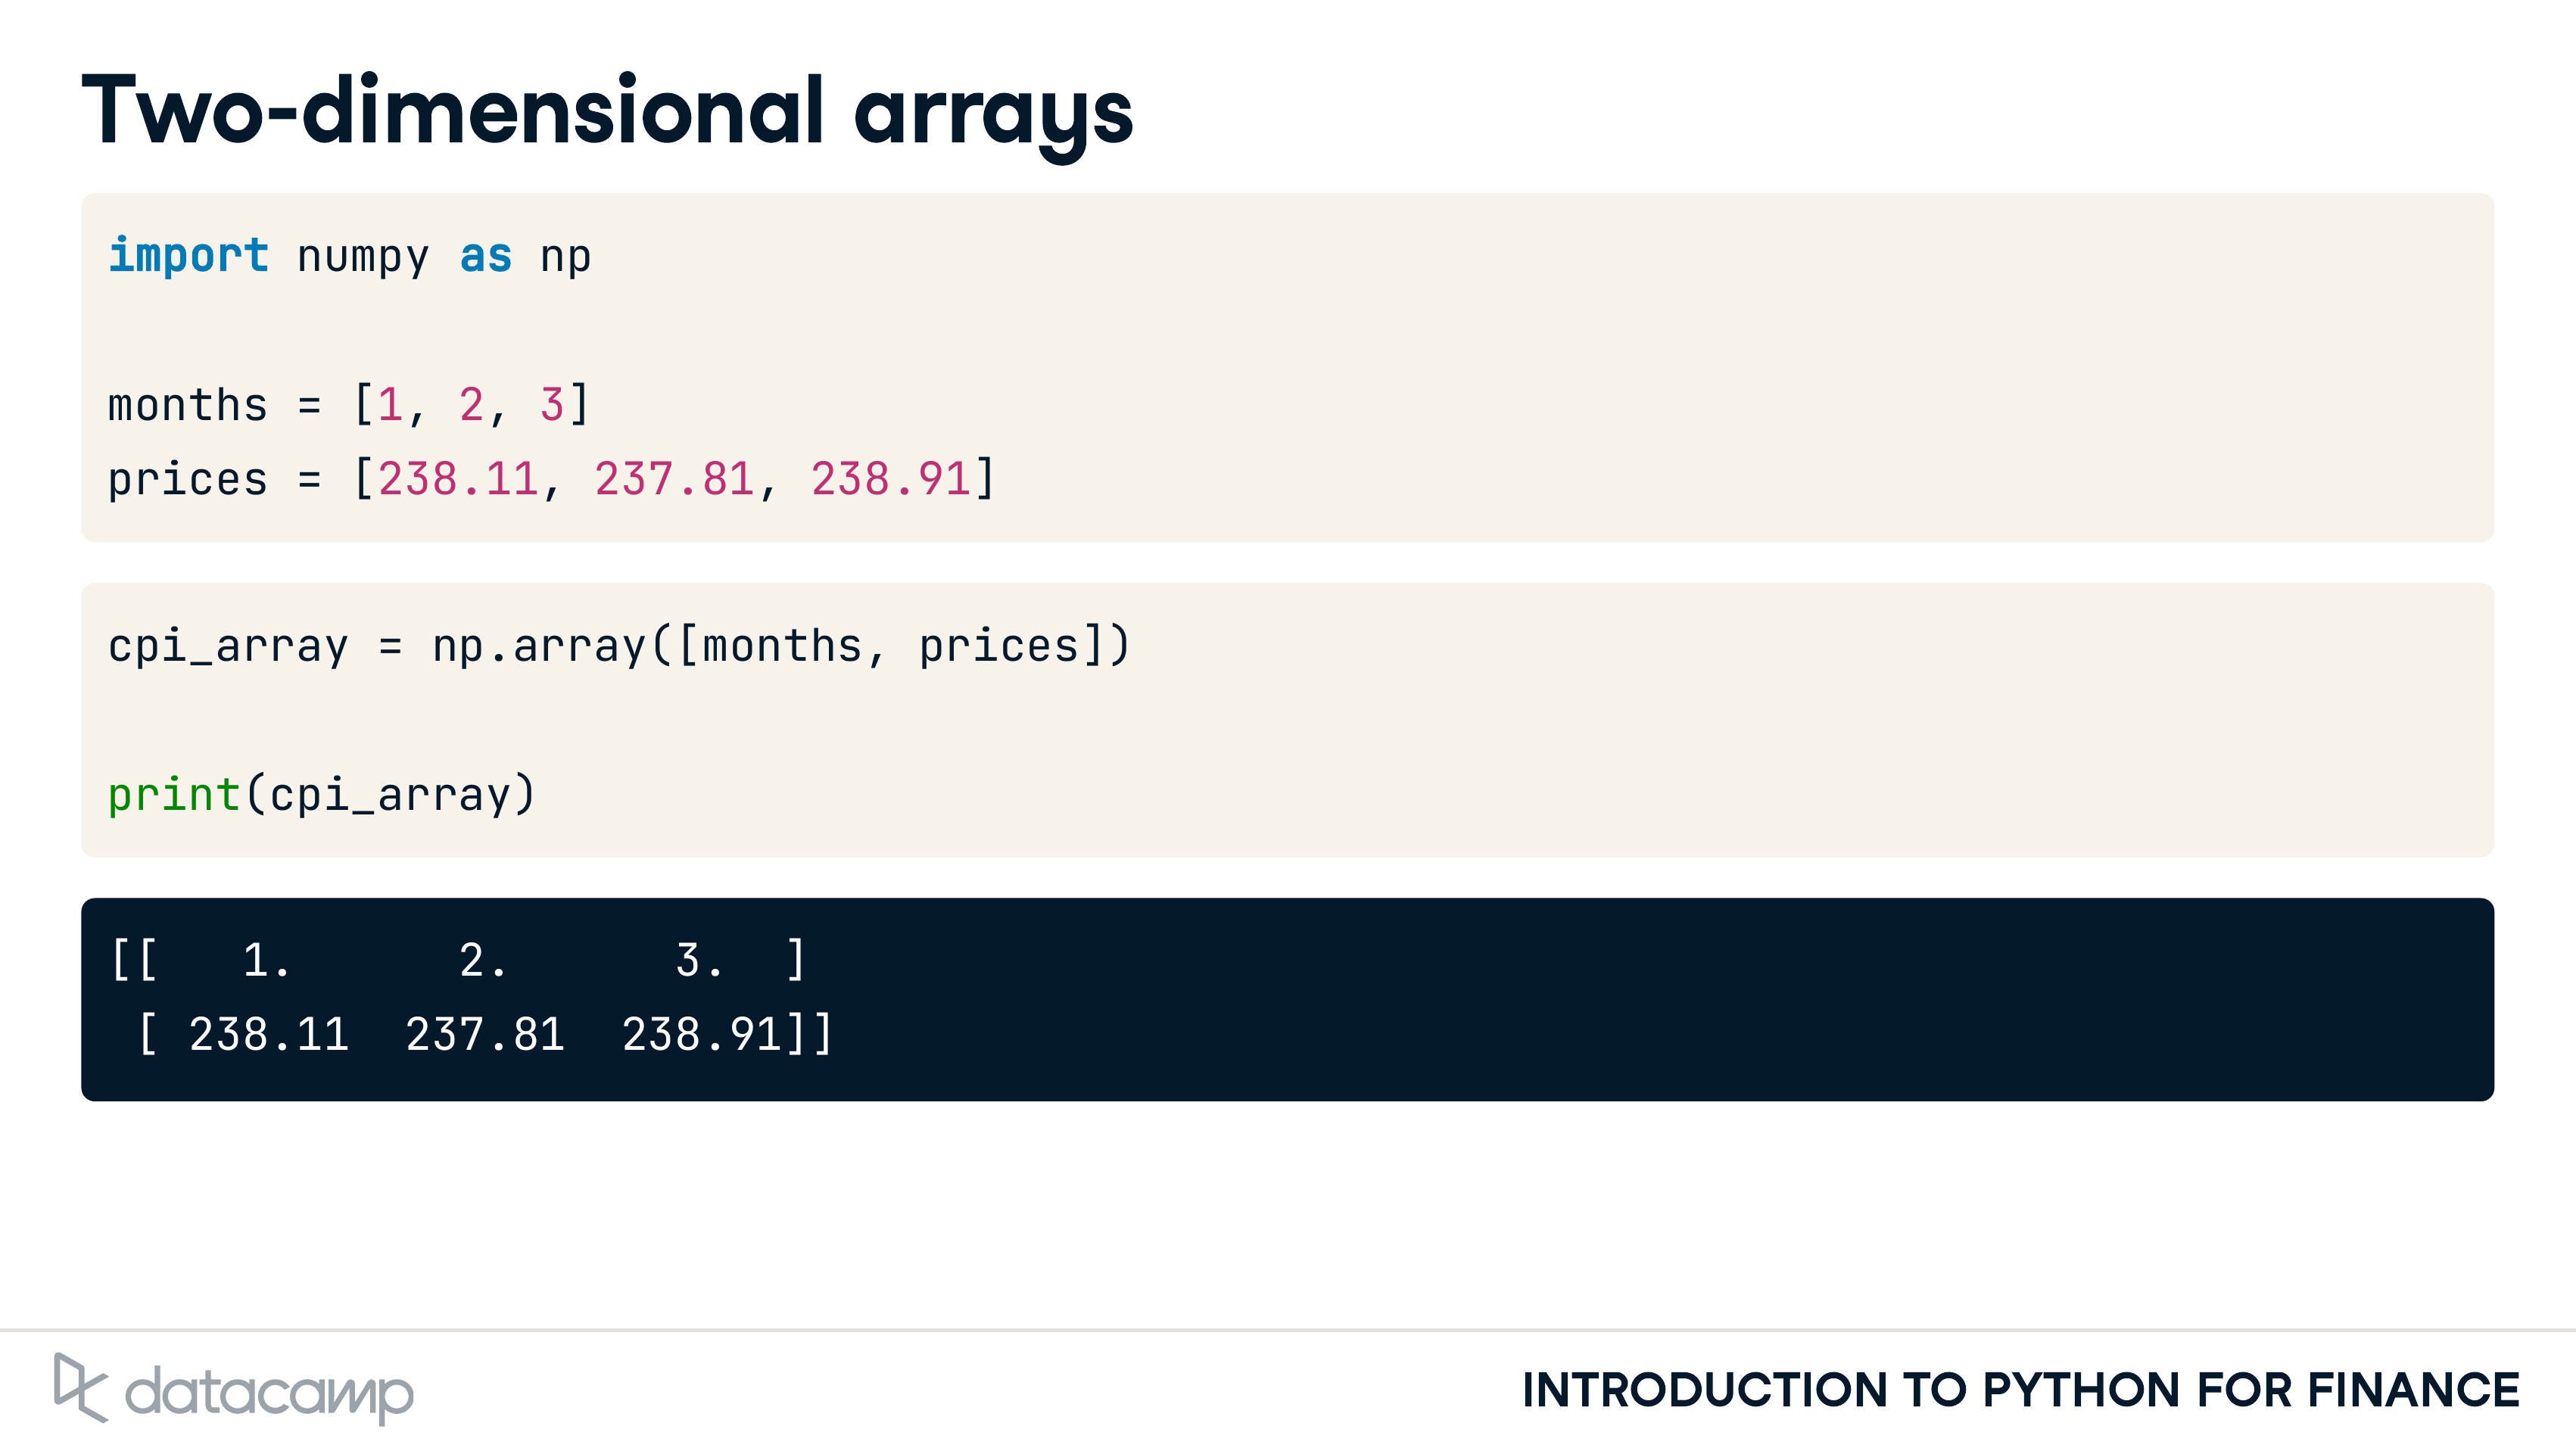 Two-dimensional arrays
import numpy as np
months = [1, 2, 3]
prices = [238.11, 237.81, 238.91]
cpi_array = np.array([months, prices])
print(cpi_array)
[[   1.      2.      3.  ]
 [ 238.11  237.81  238.91]]
datacamp
INTRODUCTION TO PYTHON FOR FINANCE